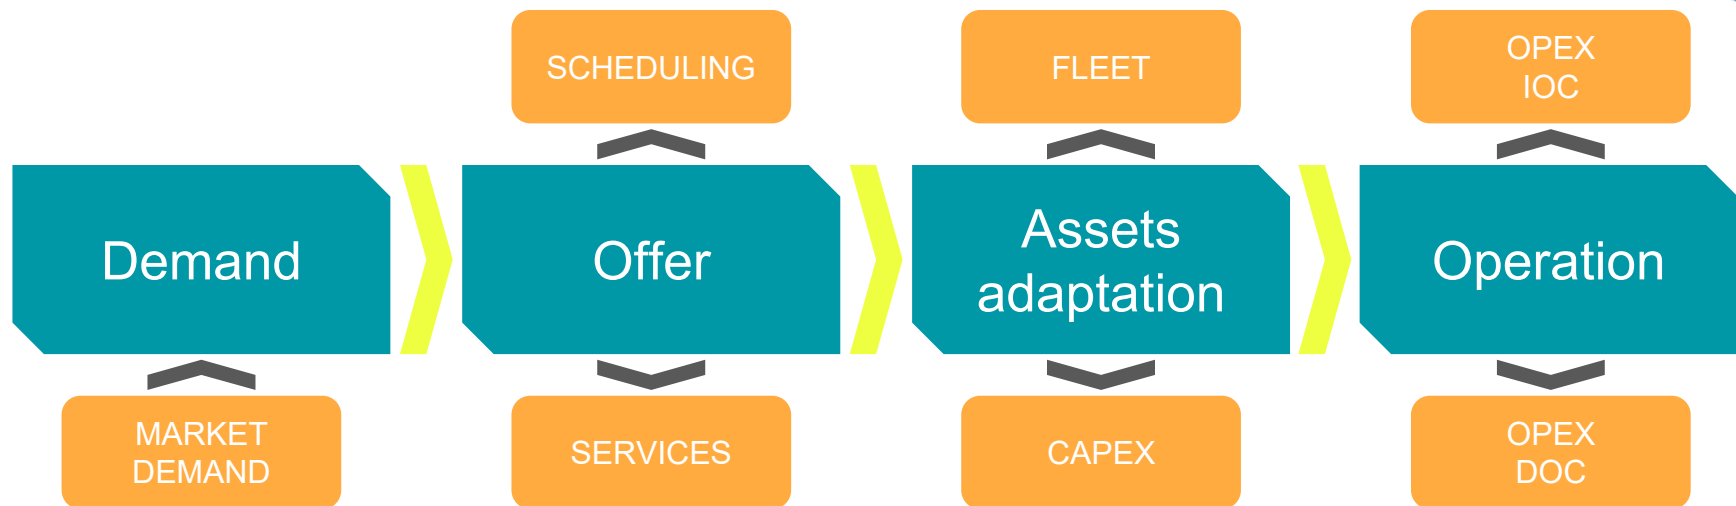 SCHEDULING
FLEET
OPEX
IOC
Demand
Offer
Assets
adaptation
Operation
MARKET
DEMAND
SERVICES
CAPEX
OPEX
DOC